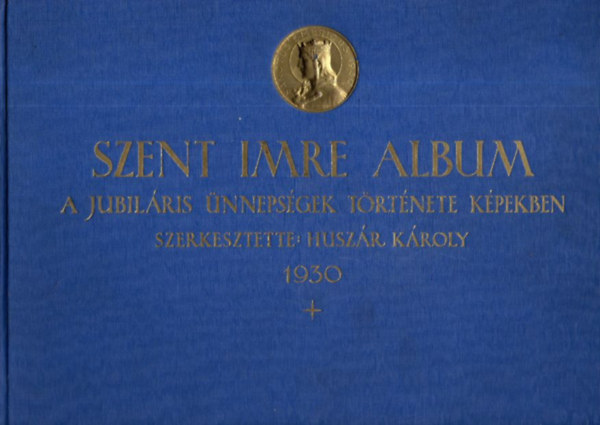 SZENT IMRE ALBUM
A JUBILÁRIS ÜNNEPSÉGEK TÖRTÉNETE KÉPEKBEN
SZERKESZTETTE: HUSZÁR KÁROLY
1930